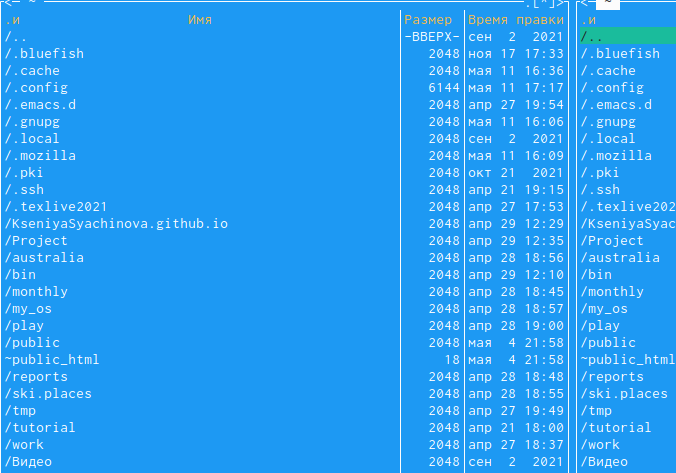 <─ ~ .[^]> <─ ~
.и Имя Размер Время правки .и
/.. -ВВЕРХ- сен 2 2021 /..
/.bluefish 2048 ноя 17 17:33 /.bluefish
/.cache 2048 мая 11 16:36 /.cache
/.config 6144 мая 11 17:17 /.config
/.emacs.d 2048 апр 27 19:54 /.emacs.d
/.gnupg 2048 мая 11 16:06 /.gnupg
/.local 2048 сен 2 2021 /.local
/.mozilla 2048 мая 11 16:09 /.mozilla
/.pki 2048 окт 21 2021 /.pki
/.ssh 2048 апр 21 19:15 /.ssh
/.texlive2021 2048 апр 27 17:53 /.texlive202
/KseniyaSyachinova.github.io 2048 апр 29 12:29 /KseniyaSyac
/Project 2048 апр 29 12:35 /Project
/australia 2048 апр 28 18:56 /australia
/bin 2048 апр 29 12:10 /bin
/monthly 2048 апр 28 18:45 /monthly
/my_os 2048 апр 28 18:57 /my_os
/play 2048 апр 28 19:00 /play
/public 2048 мая 4 21:58 /public
~public_html 18 мая 4 21:58 ~public_html
/reports 2048 апр 28 18:48 /reports
/ski.places 2048 апр 28 18:55 /ski.places
/tmp 2048 апр 27 19:49 /tmp
/tutorial 2048 апр 21 18:00 /tutorial
/work 2048 апр 27 18:37 /work
/Видео 2048 сен 2 2021 /Видео